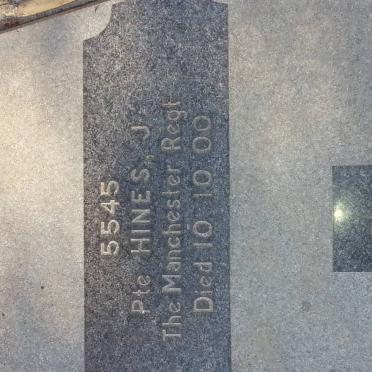 5545
Pte HINES, J.
The Manchester Regt
Died 10 10 00